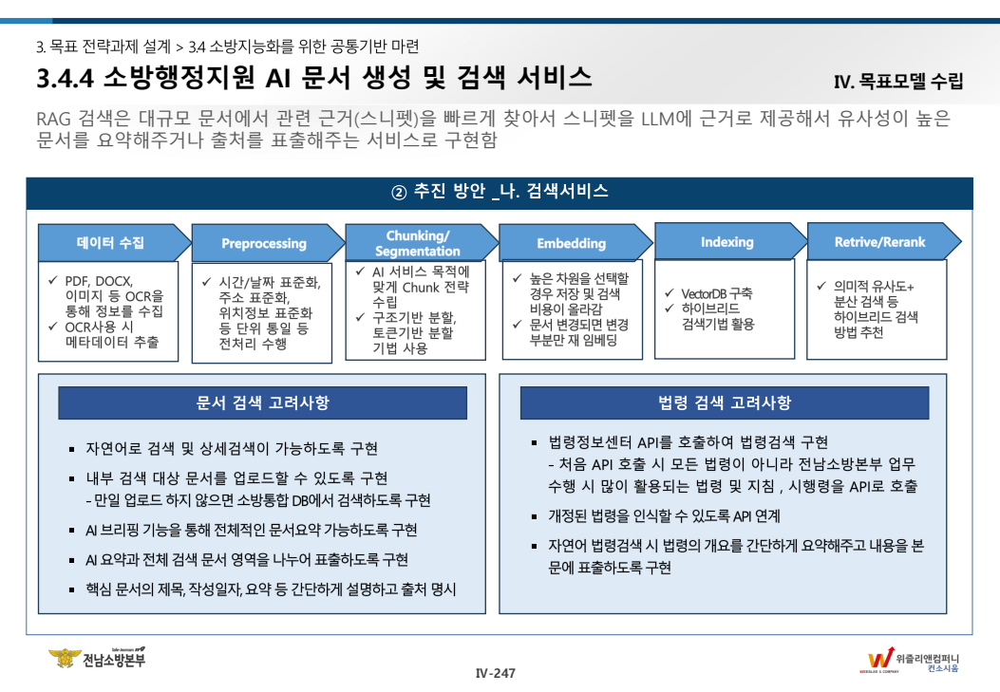 3. 목표 전략과제 설계 > 3.4 소방지능화를 위한 공통기반 마련
3.4.4 소방행정지원 AI 문서 생성 및 검색 서비스
Ⅳ. 목표모델 수립
RAG 검색은 대규모 문서에서 관련 근거(스니펫)을 빠르게 찾아서 스니펫을 LLM에 근거로 제공해서 유사성이 높은
문서를 요약해주거나 출처를 표출해주는 서비스로 구현함
② 추진 방안 _나. 검색서비스
데이터 수집
✓ PDF, DOCX,
이미지 등 OCR을
통해 정보를 수집
✓ OCR사용 시
메타데이터 추출
Preprocessing
✓ 시간/날짜 표준화,
주소 표준화,
위치정보 표준화
등 단위 통일 등
전처리 수행
Chunking/
Segmentation
✓ AI 서비스 목적에
맞게 Chunk 전략
수립
✓ 구조기반 분할,
토큰기반 분할
기법 사용
Embedding
✓ 높은 차원을 선택할
경우 저장 및 검색
비용이 올라감
✓ 문서 변경되면 변경
부분만 재 임베딩
Indexing
✓ VectorDB 구축
✓ 하이브리드
검색기법 활용
Retrive/Rerank
✓ 의미적 유사도+
분산 검색 등
하이브리드 검색
방법 추천
문서 검색 고려사항
▪ 자연어로 검색 및 상세검색이 가능하도록 구현
▪ 내부 검색 대상 문서를 업로드할 수 있도록 구현
- 만일 업로드 하지 않으면 소방통합 DB에서 검색하도록 구현
▪ AI 브리핑 기능을 통해 전체적인 문서요약 가능하도록 구현
▪ AI 요약과 전체 검색 문서 영역을 나누어 표출하도록 구현
▪ 핵심 문서의 제목, 작성일자, 요약 등 간단하게 설명하고 출처 명시
법령 검색 고려사항
▪ 법령정보센터 API를 호출하여 법령검색 구현
- 처음 API 호출 시 모든 법령이 아니라 전남소방본부 업무
수행 시 많이 활용되는 법령 및 지침 , 시행령을 API로 호출
▪ 개정된 법령을 인식할 수 있도록 API 연계
▪ 자연어 법령검색 시 법령의 개요를 간단하게 요약해주고 내용을 본
문에 표출하도록 구현
전남소방본부
Ⅳ-247
위즐리앤컴퍼니
컨소시움
WEESLEE & COMPANY